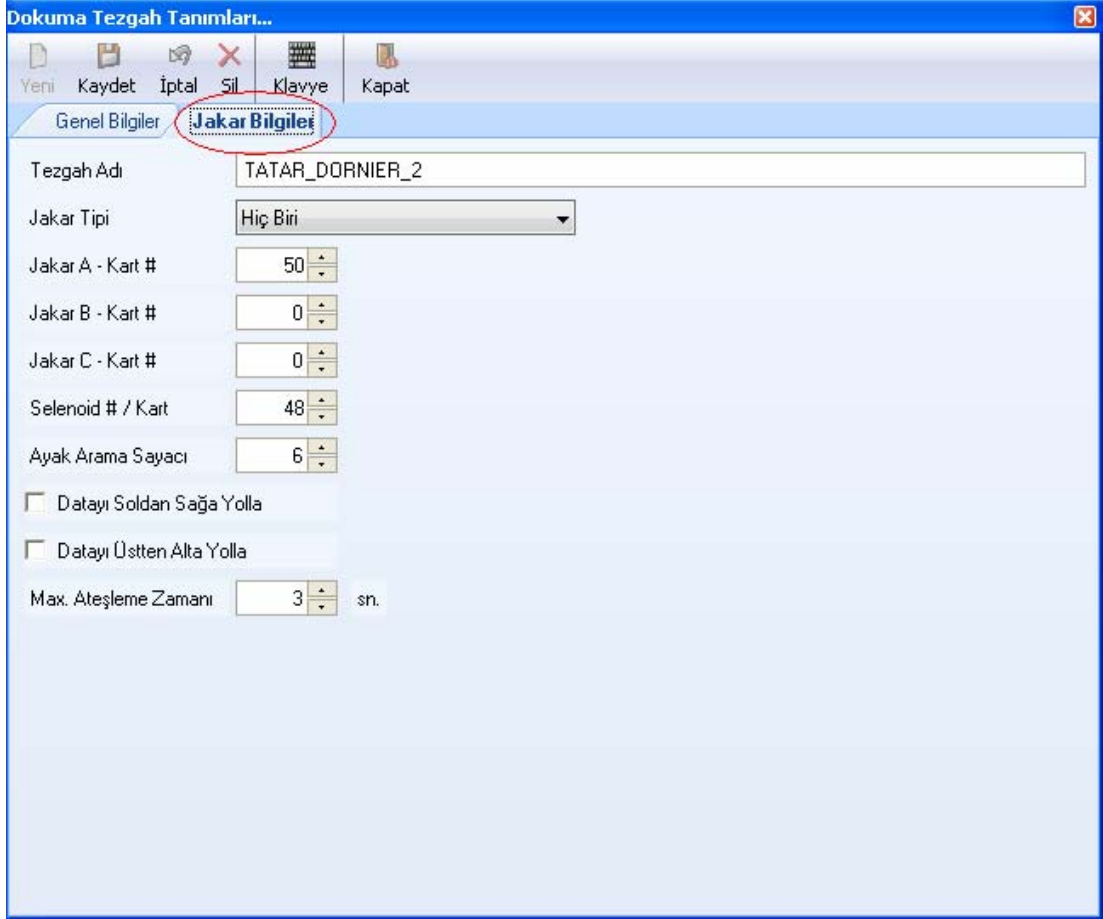 Dokuma Tezgah Tanımları...
Yeni Kaydet İptal Sil Klavye Kapat
Genel Bilgiler Jakar Bilgiler
Tezgah Adı TATAR_DORNIER_2
Jakar Tipi Hiç Biri
Jakar A - Kart # 50
Jakar B - Kart # 0
Jakar C - Kart # 0
Selenoid # / Kart 48
Ayak Arama Sayacı 6
Datayı Soldan Sağa Yolla
Datayı Üstten Alta Yolla
Max. Ateşleme Zamanı 3 sn.